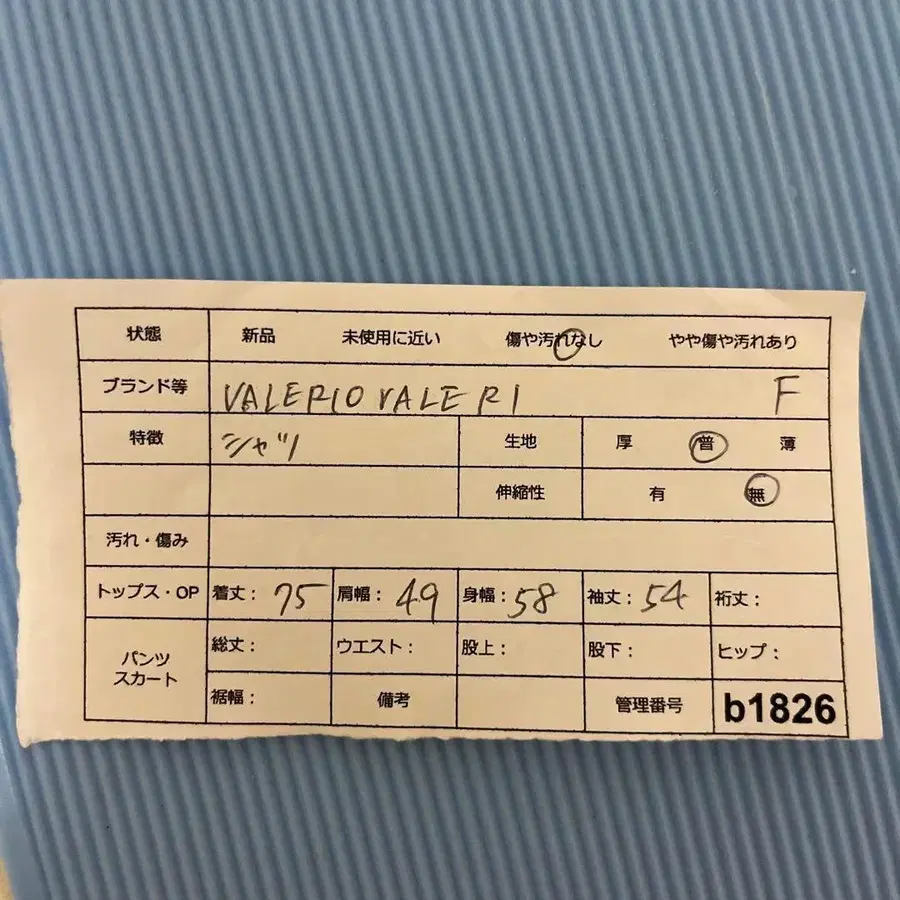 状態 新品 未使用に近い 傷や汚れなし やや傷や汚れあり
ブランド等 VALERIO VALERI F
特徴 シャツ 生地 厚 普 薄
伸縮性 有 無
汚れ・傷み
トップス・OP 着丈: 75 肩幅: 49 身幅: 58 袖丈: 54 裄丈:
パンツ スカート 総丈: ウエスト: 股上: 股下: ヒップ:
裾幅: 備考 管理番号 b1826